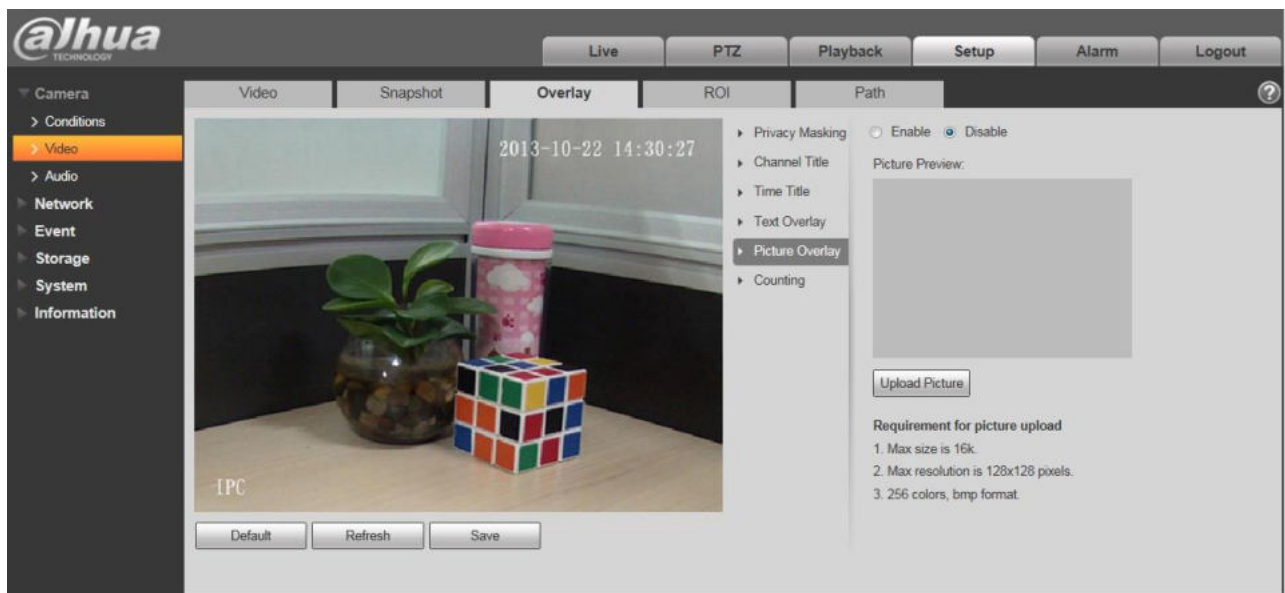 alhua
TECHNOLOGY
Live PTZ Playback Setup Alarm Logout
Camera
Conditions
Video
Audio
Network
Event
Storage
System
Information
Video Snapshot Overlay ROI Path
?
2013-10-22 14:30:27
IPC
Default Refresh Save
Privacy Masking
Channel Title
Time Title
Text Overlay
Picture Overlay
Counting
Enable Disable
Picture Preview:
Upload Picture
Requirement for picture upload
1. Max size is 16k.
2. Max resolution is 128x128 pixels.
3. 256 colors, bmp format.